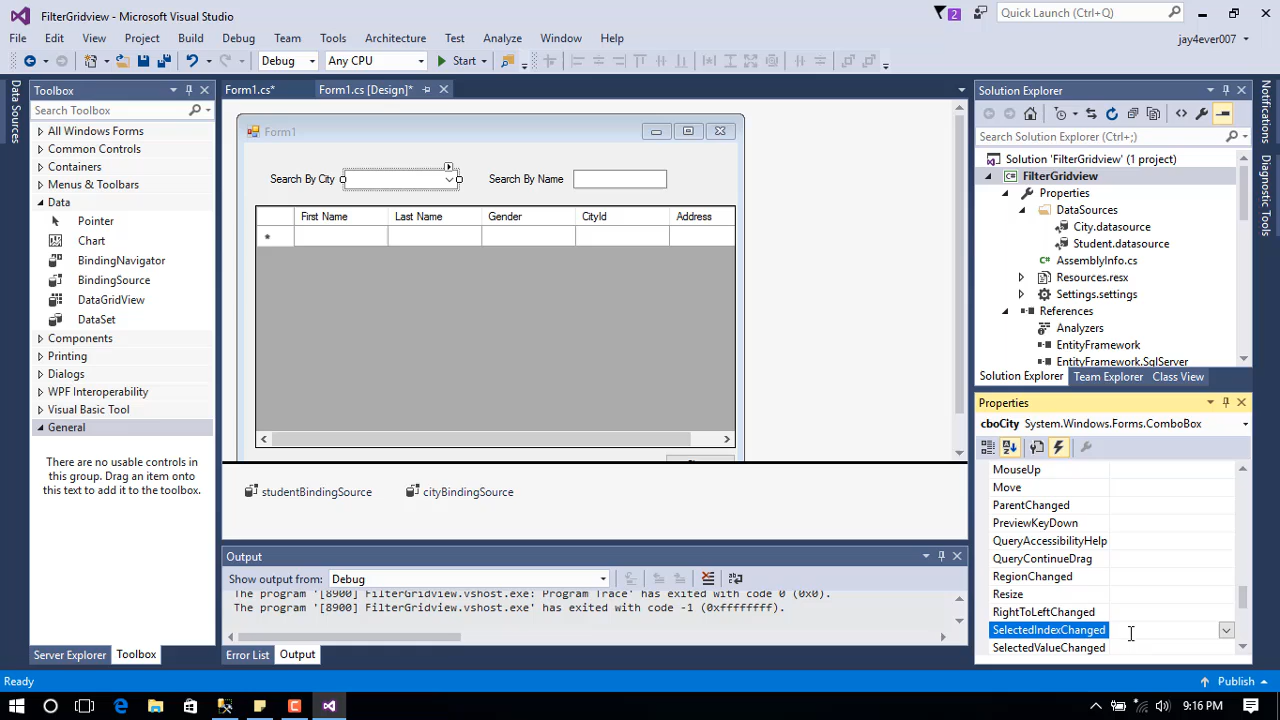 FilterGridview - Microsoft Visual Studio
2
Quick Launch (Ctrl+Q)
File Edit View Project Build Debug Team Tools Architecture Test Analyze Window Help
jay4ever007
Debug Any CPU Start
Data Sources
Toolbox
Search Toolbox
All Windows Forms
Common Controls
Containers
Menus & Toolbars
Data
Pointer
Chart
BindingNavigator
BindingSource
DataGridView
DataSet
Components
Printing
Dialogs
WPF Interoperability
Visual Basic Tool
General
There are no usable controls in
this group. Drag an item onto
this text to add it to the toolbox.
Server Explorer Toolbox
Form1.cs* Form1.cs [Design]*
Form1
Search By City Search By Name
First Name Last Name Gender CityId Address
*
studentBindingSource cityBindingSource
Output
Show output from: Debug
The program '[8900] FilterGridview.vshost.exe: Program Trace' has exited with code 0 (0x0).
The program '[8900] FilterGridview.vshost.exe' has exited with code -1 (0xffffffff).
Error List Output
Solution Explorer
Search Solution Explorer (Ctrl+;)
Solution 'FilterGridview' (1 project)
FilterGridview
Properties
DataSources
City.datasource
Student.datasource
AssemblyInfo.cs
Resources.resx
Settings.settings
References
Analyzers
EntityFramework
EntityFramework.SqlServer
Solution Explorer Team Explorer Class View
Properties
cboCity System.Windows.Forms.ComboBox
MouseUp
Move
ParentChanged
PreviewKeyDown
QueryAccessibilityHelp
QueryContinueDrag
RegionChanged
Resize
RightToLeftChanged
SelectedIndexChanged
SelectedValueChanged
Notifications
Diagnostic Tools
Ready
Publish
9:16 PM